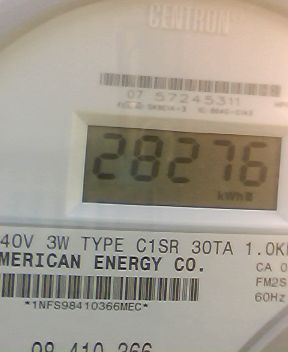 CENTRON
07 57245311
28276
kWh
40V 3W TYPE C1SR 30TA 1.0K
MERICAN ENERGY CO.
CA 0
FM2S
*1NFS98410366MEC*
60Hz
98 410 366